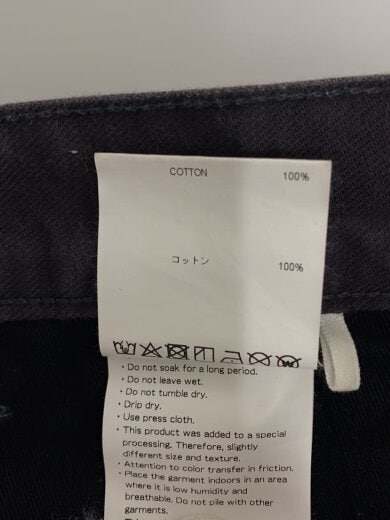 COTTON 100%
コットン 100%
・Do not soak for a long period.
・Do not leave wet.
・Do not tumble dry.
・Drip dry.
・Use press cloth.
・This product was added to a special
processing. Therefore, slightly
different size and texture.
・Attention to color transfer in friction.
・Place the garment indoors in an area
where it is low humidity and
breathable. Do not pile with other
garments.